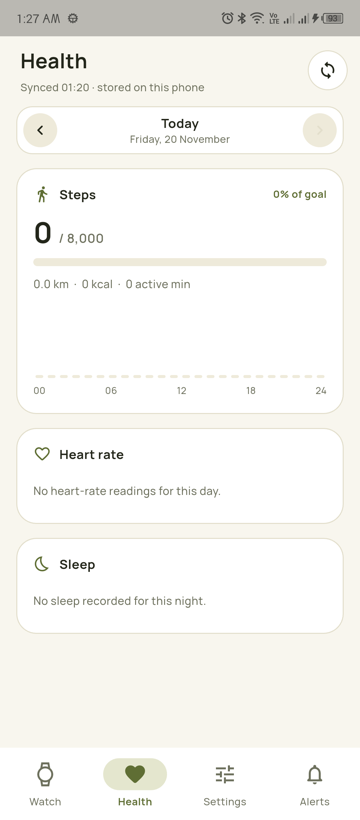 1:27 AM
Vo
LTE
93
Health
Synced 01:20 · stored on this phone
Today
Friday, 20 November
Steps
0% of goal
0 / 8,000
0.0 km · 0 kcal · 0 active min
00 06 12 18 24
Heart rate
No heart-rate readings for this day.
Sleep
No sleep recorded for this night.
Watch Health Settings Alerts